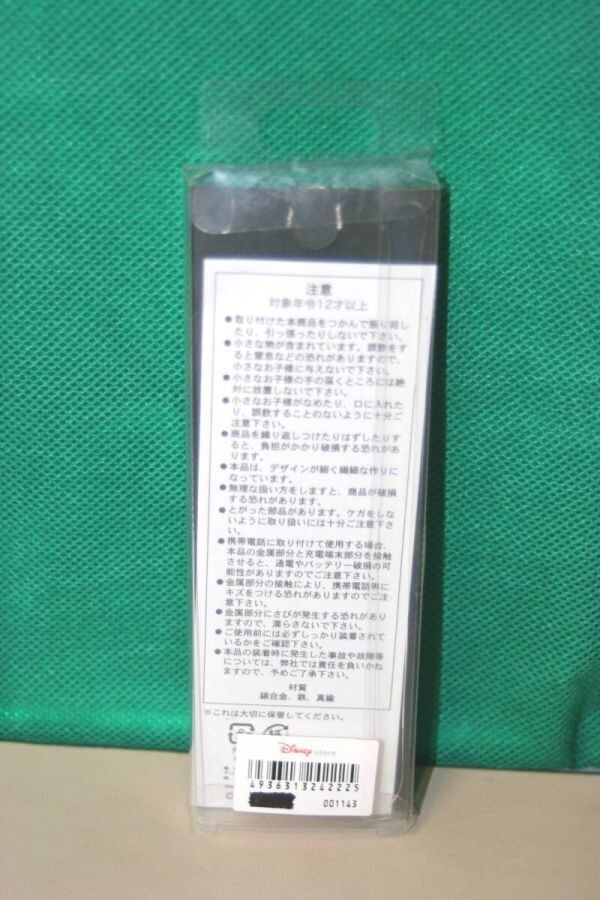 注意
対象年令12才以上
●取り付けた本商品をつかんで振り回し
たり、引っ張ったりしないで下さい。
●小さな物が含まれています。誤飲をす
ると窒息などの恐れがありますので、
小さなお子様に与えないで下さい。
●小さなお子様の手の届くところには絶
対に放置しないで下さい。
●小さなお子様がなめたり、口に入れた
り、誤飲することのないように十分ご
注意下さい。
●商品を繰り返しつけたりはずしたりす
ると、負担がかかり破損する恐れがあ
ります。
●本品は、デザインが細く繊細な作りに
なっています。
●無理な扱い方をしますと、商品が破損
する恐れがあります。
●とがった部品があります。ケガをしな
いように取り扱いには十分ご注意下さ
い。
●携帯電話に取り付けて使用する場合、
本品の金属部分と充電端末部分を接触
させると、通電やバッテリー破損の可
能性がありますのでご注意下さい。
●金属部分の接触により、携帯電話等に
キズをつける恐れがありますのでご注
意下さい。
●金属部分にさびが発生する恐れがあり
ますので、濡らさないで下さい。
●ご使用前には必ずしっかり装着されて
いるかをご確認下さい。
●本品の装着時に発生した事故や故障等
については、弊社では責任を負いかね
ますので、予めご了承下さい。
材質
錫合金、鉄、真鍮
※これは大切に保管してください。
Disney store
4936313242225
001143